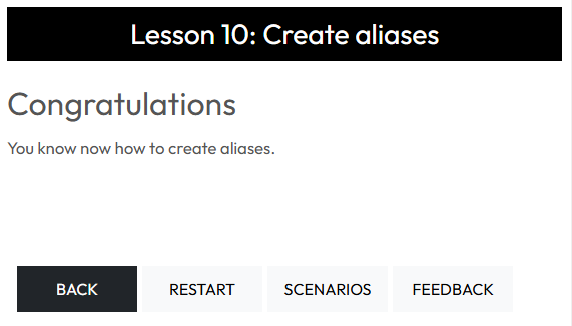 Lesson 10: Create aliases
Congratulations
You know now how to create aliases.
BACK RESTART SCENARIOS FEEDBACK